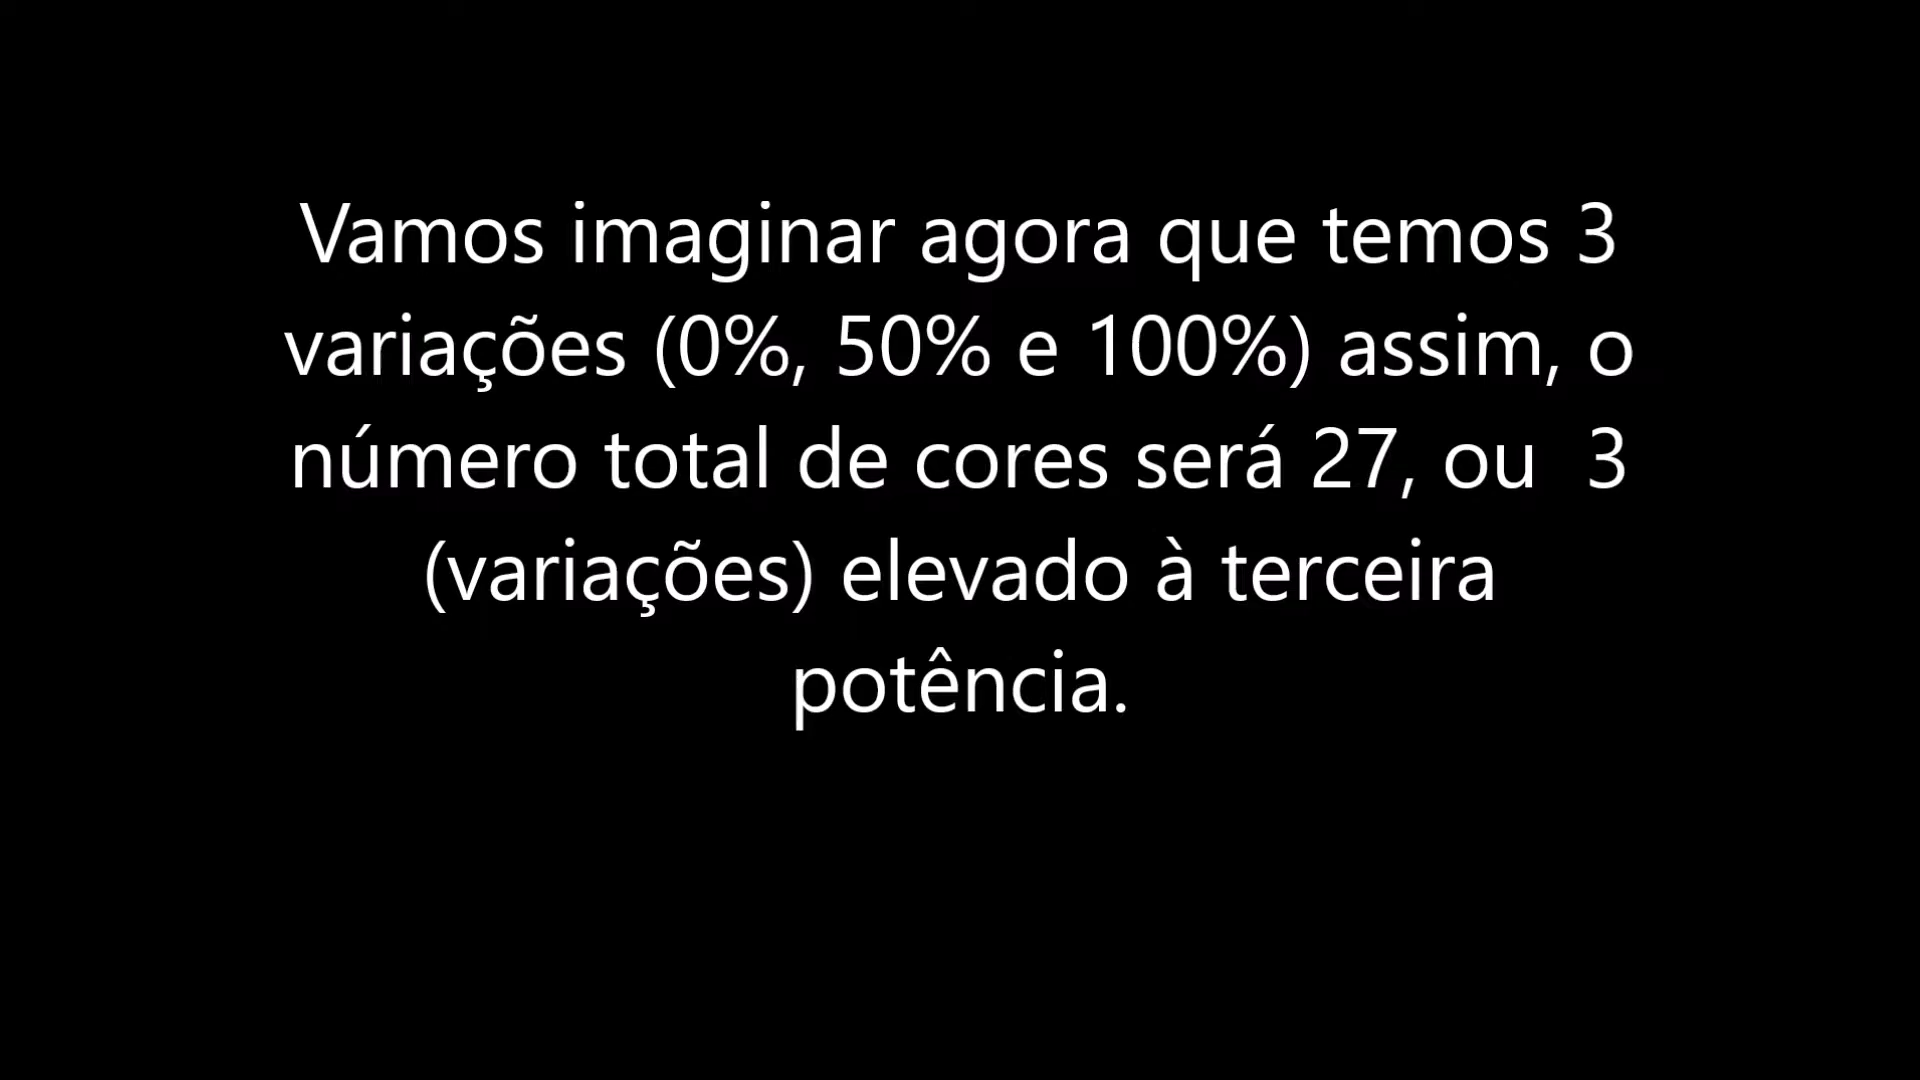 Vamos imaginar agora que temos 3
variações (0%, 50% e 100%) assim, o
número total de cores será 27, ou  3
(variações) elevado à terceira
potência.